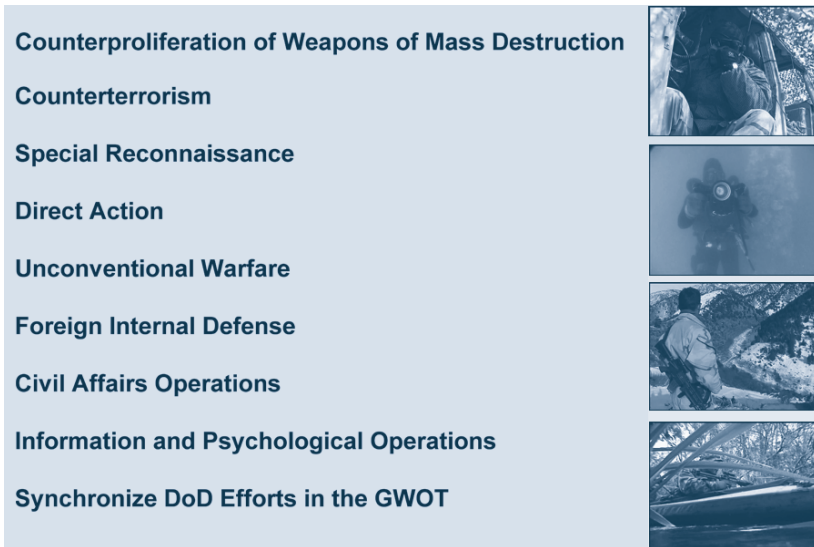 Counterproliferation of Weapons of Mass Destruction
Counterterrorism
Special Reconnaissance
Direct Action
Unconventional Warfare
Foreign Internal Defense
Civil Affairs Operations
Information and Psychological Operations
Synchronize DoD Efforts in the GWOT